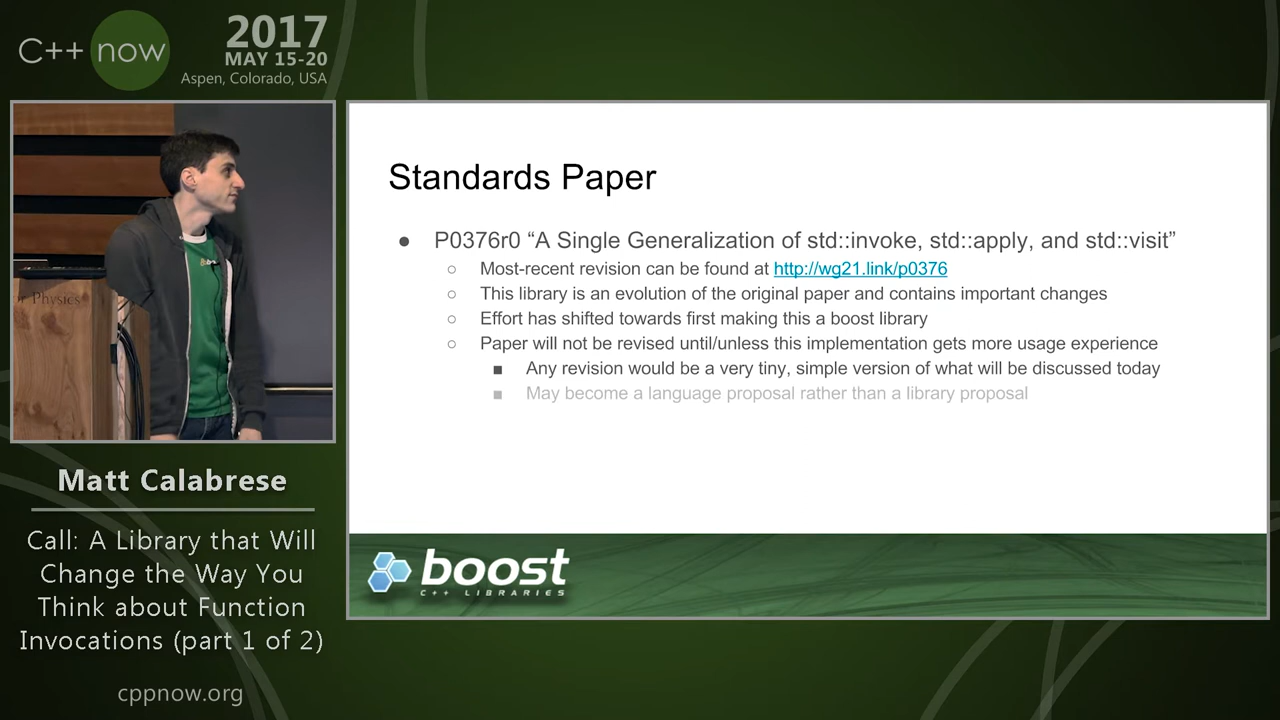 C++ now
2017
MAY 15-20
Aspen, Colorado, USA
or Physics
Matt Calabrese
Call: A Library that Will
Change the Way You
Think about Function
Invocations (part 1 of 2)
cppnow.org
Standards Paper
● P0376r0 “A Single Generalization of std::invoke, std::apply, and std::visit”
○ Most-recent revision can be found at http://wg21.link/p0376
○ This library is an evolution of the original paper and contains important changes
○ Effort has shifted towards first making this a boost library
○ Paper will not be revised until/unless this implementation gets more usage experience
■ Any revision would be a very tiny, simple version of what will be discussed today
■ May become a language proposal rather than a library proposal
boost
C++ LIBRARIES